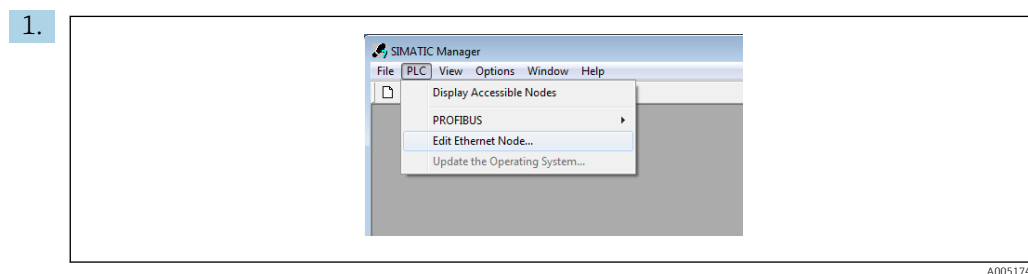 1.
SIMATIC Manager
File PLC View Options Window Help
Display Accessible Nodes
PROFIBUS
Edit Ethernet Node...
Update the Operating System...